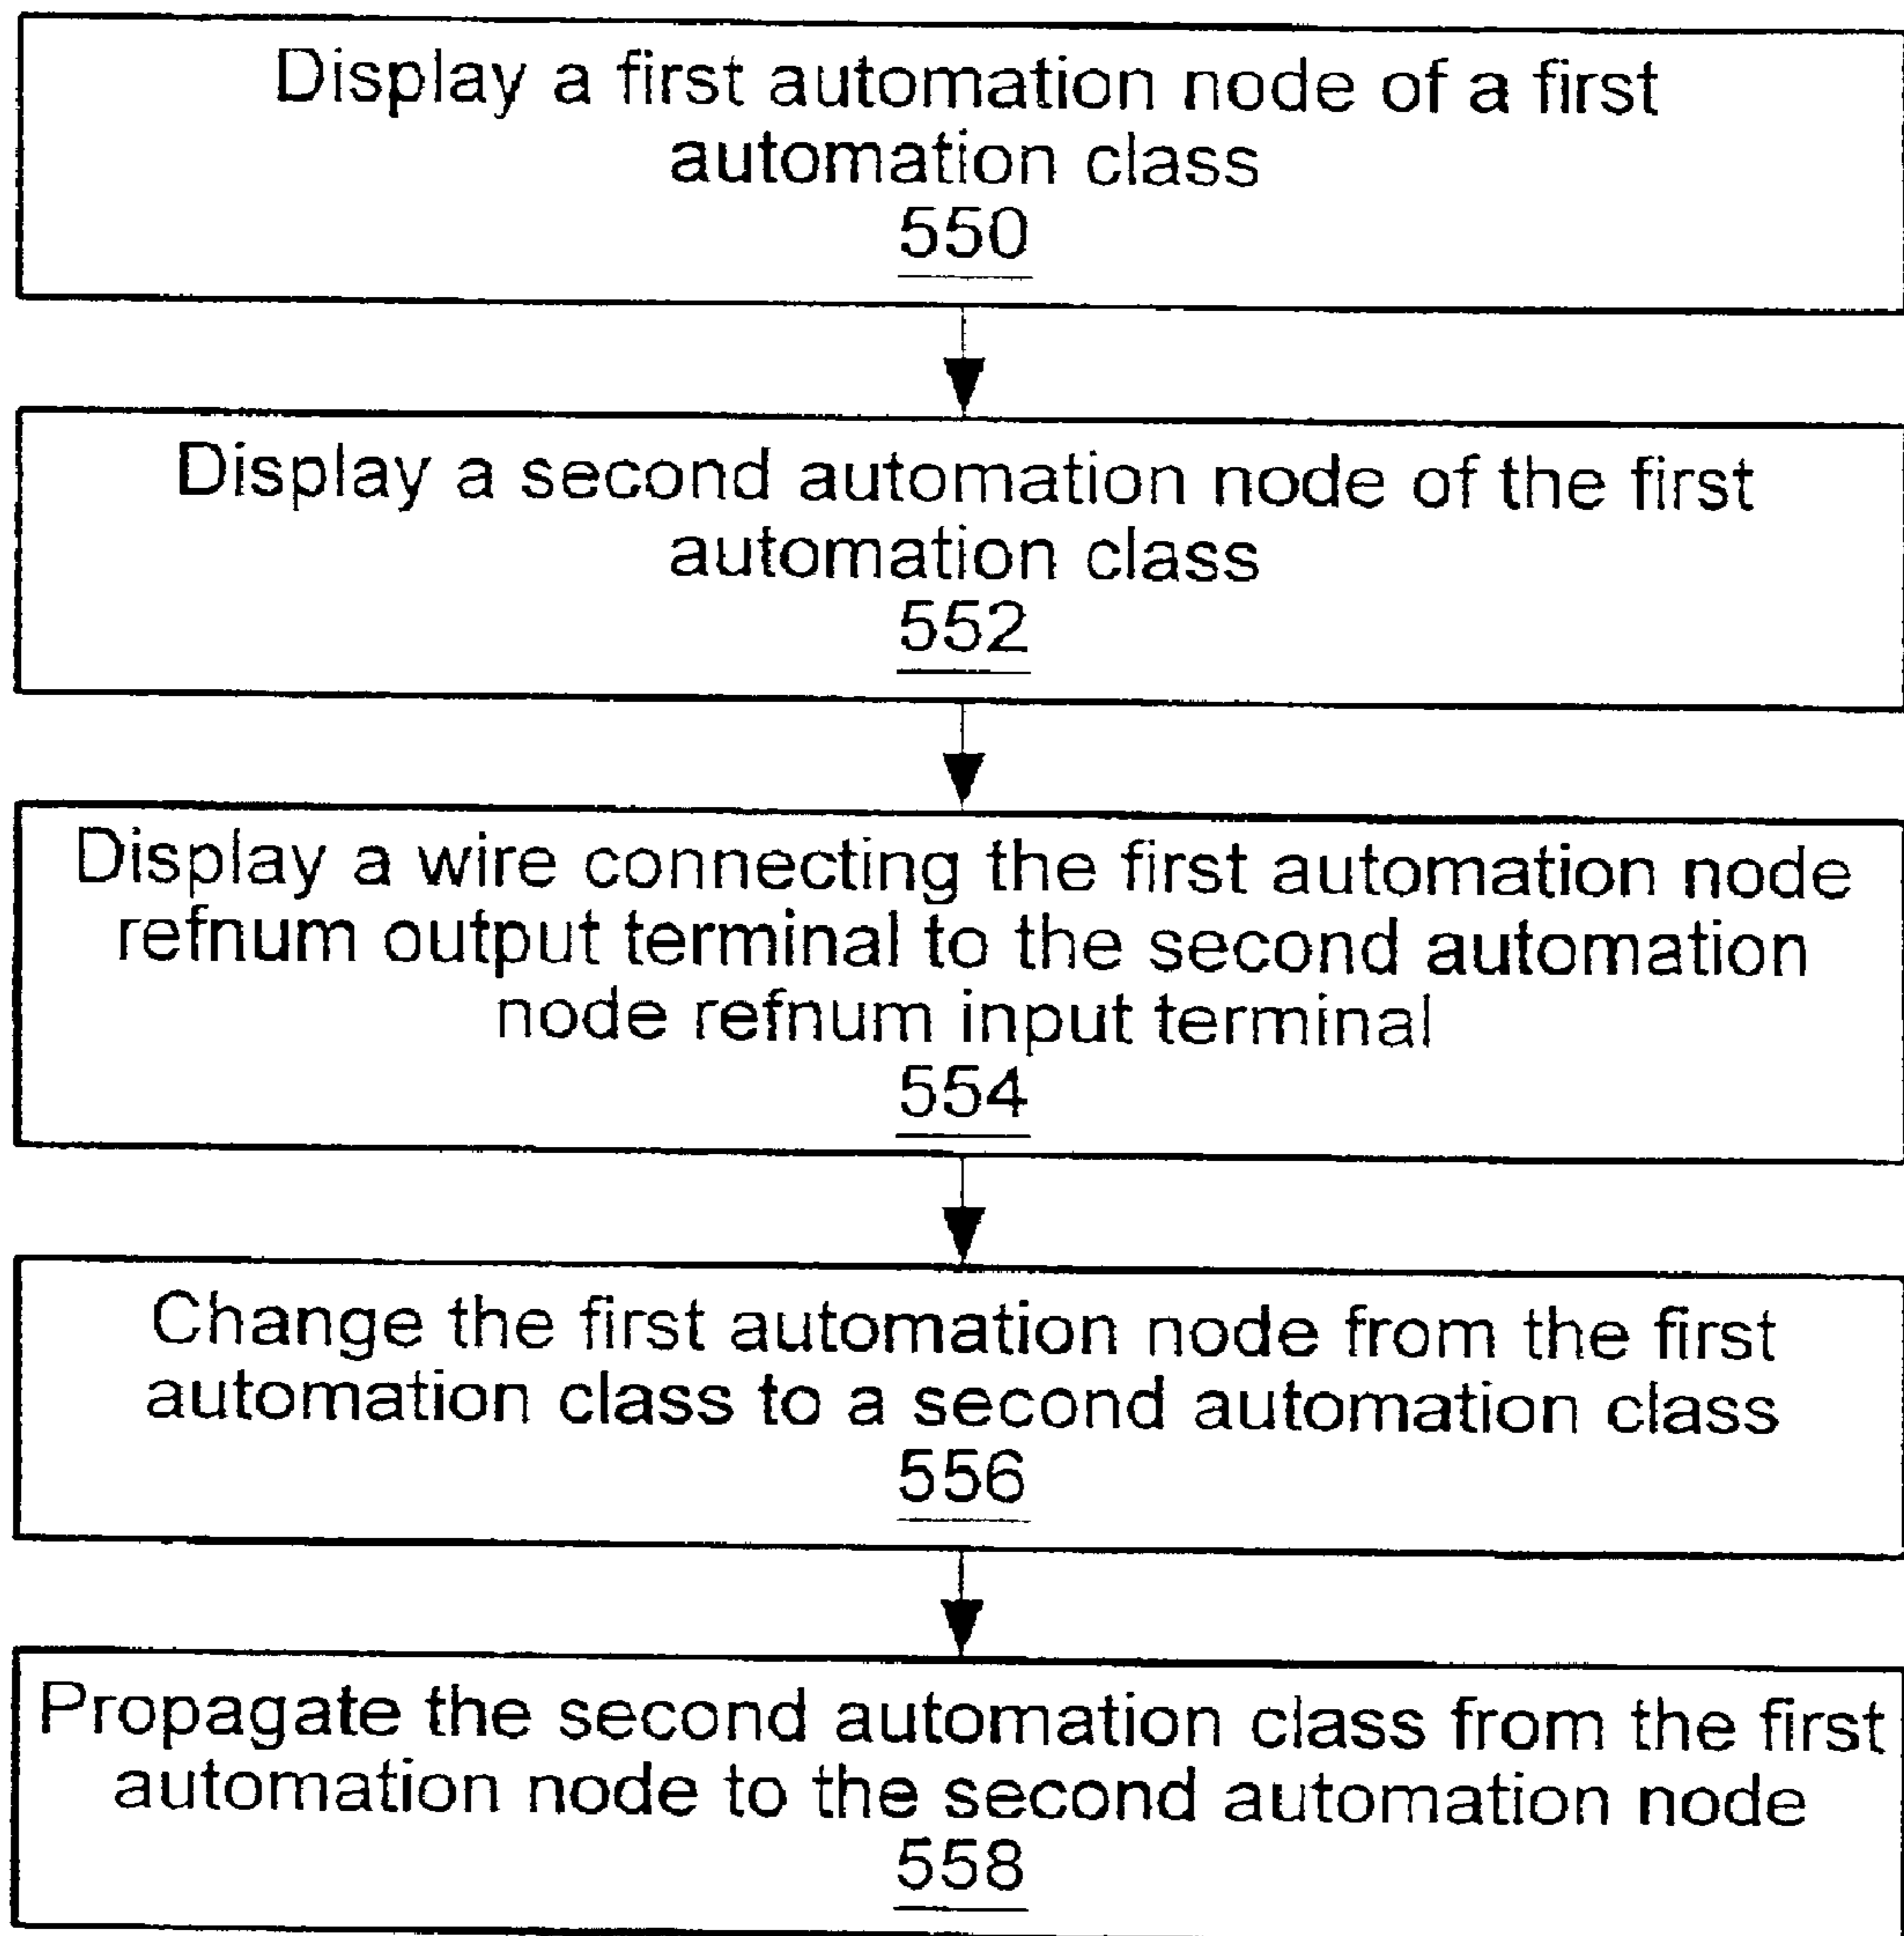 Display a first automation node of a first
automation class
550
Display a second automation node of the first
automation class
552
Display a wire connecting the first automation node
refnum output terminal to the second automation
node refnum input terminal
554
Change the first automation node from the first
automation class to a second automation class
556
Propagate the second automation class from the first
automation node to the second automation node
558